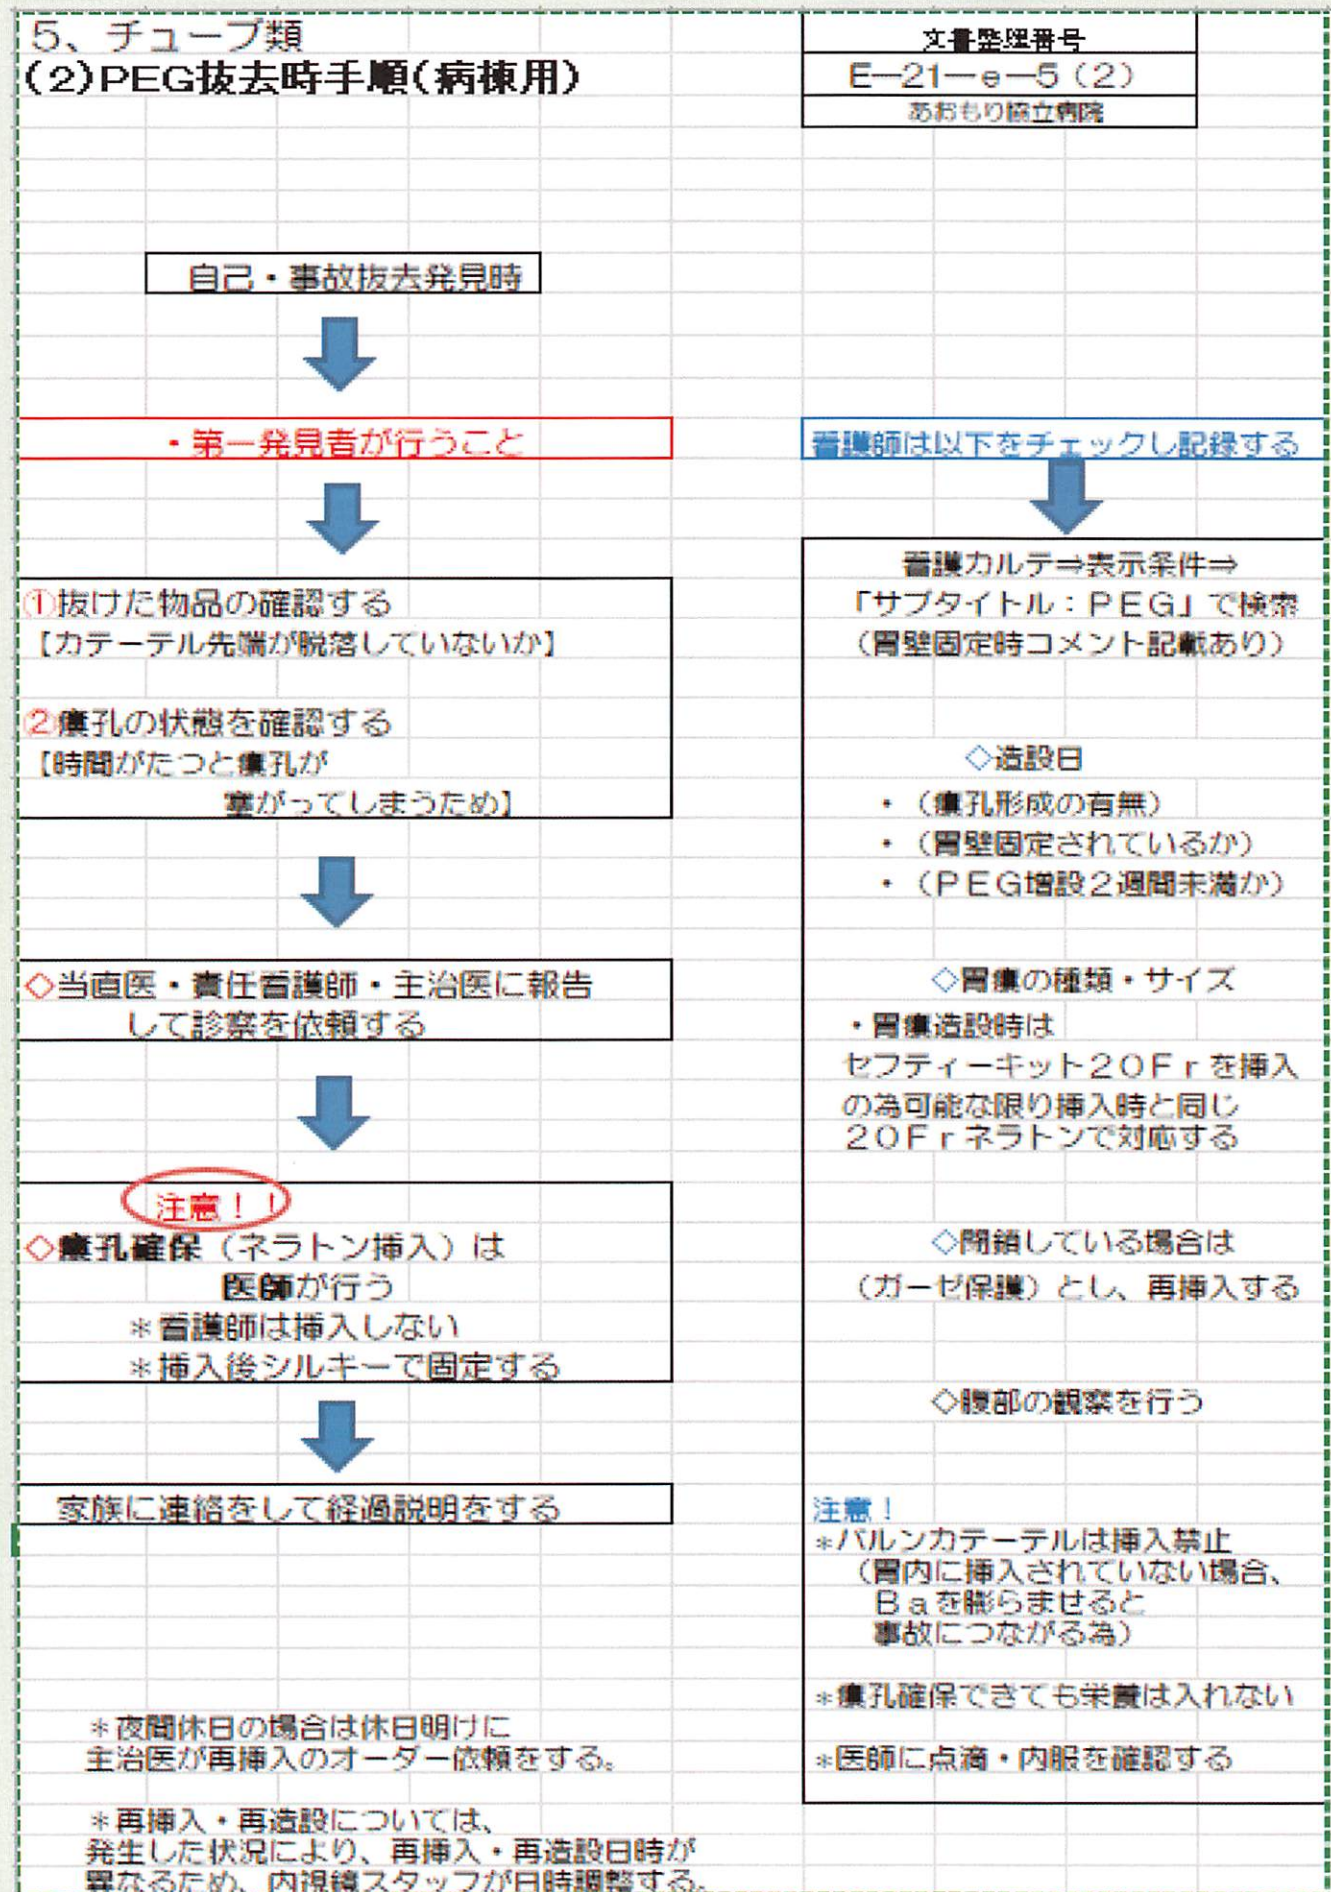 5、チューブ類
(2)PEG抜去時手順(病棟用)
文書整理番号
E-21-e-5(2)
あおもり協立病院
自己・事故抜去発見時
・第一発見者が行うこと
①抜けた物品の確認する
【カテーテル先端が脱落していないか】
②瘻孔の状態を確認する
【時間がたつと瘻孔が
塞がってしまうため】
◇当直医・責任看護師・主治医に報告
して診察を依頼する
注意!!
◇瘻孔確保(ネラトン挿入)は
医師が行う
*看護師は挿入しない
*挿入後シルキーで固定する
家族に連絡をして経過説明をする
*夜間休日の場合は休日明けに
主治医が再挿入のオーダー依頼をする。
*再挿入・再造設については、
発生した状況により、再挿入・再造設日時が
異なるため、内視鏡スタッフが日時調整する。
看護師は以下をチェックし記録する
看護カルテ⇒表示条件⇒
「サブタイトル:PEG」で検索
(胃壁固定時コメント記載あり)
◇造設日
・(瘻孔形成の有無)
・(胃壁固定されているか)
・(PEG増設2週間未満か)
◇胃瘻の種類・サイズ
・胃瘻造設時は
セフティーキット20Frを挿入
の為可能な限り挿入時と同じ
20Frネラトンで対応する
◇閉鎖している場合は
(ガーゼ保護)とし、再挿入する
◇腹部の観察を行う
注意!
*バルンカテーテルは挿入禁止
(胃内に挿入されていない場合、
Baを膨らませると
事故につながる為)
*瘻孔確保できても栄養は入れない
*医師に点滴・内服を確認する